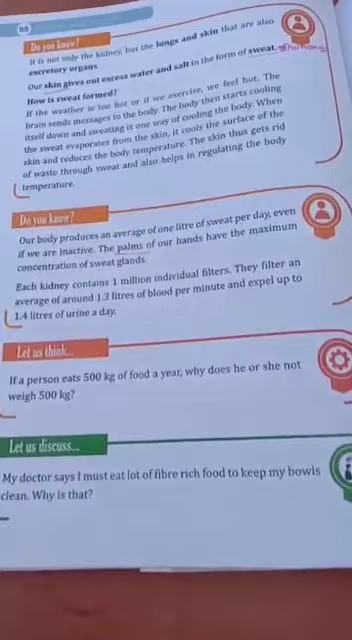 88
Do you know?
It is not only the kidney, but the lungs and skin that are also
excretory organs.
Our skin gives out excess water and salt in the form of sweat.
How is sweat formed?
If the weather is too hot or if we exercise, we feel hot. The
brain sends messages to the body. The body then starts cooling
itself down and sweating is one way of cooling the body. When
the sweat evaporates from the skin, it cools the surface of the
skin and reduces the body temperature. The skin thus gets rid
of waste through sweat and also helps in regulating the body
temperature.
Do you know?
Our body produces an average of one litre of sweat per day, even
if we are inactive. The palms of our hands have the maximum
concentration of sweat glands.
Each kidney contains 1 million individual filters. They filter an
average of around 1.3 litres of blood per minute and expel up to
1.4 litres of urine a day.
Let us think...
If a person eats 500 kg of food a year, why does he or she not
weigh 500 kg?
Let us discuss...
My doctor says I must eat lot of fibre rich food to keep my bowls
clean. Why is that?